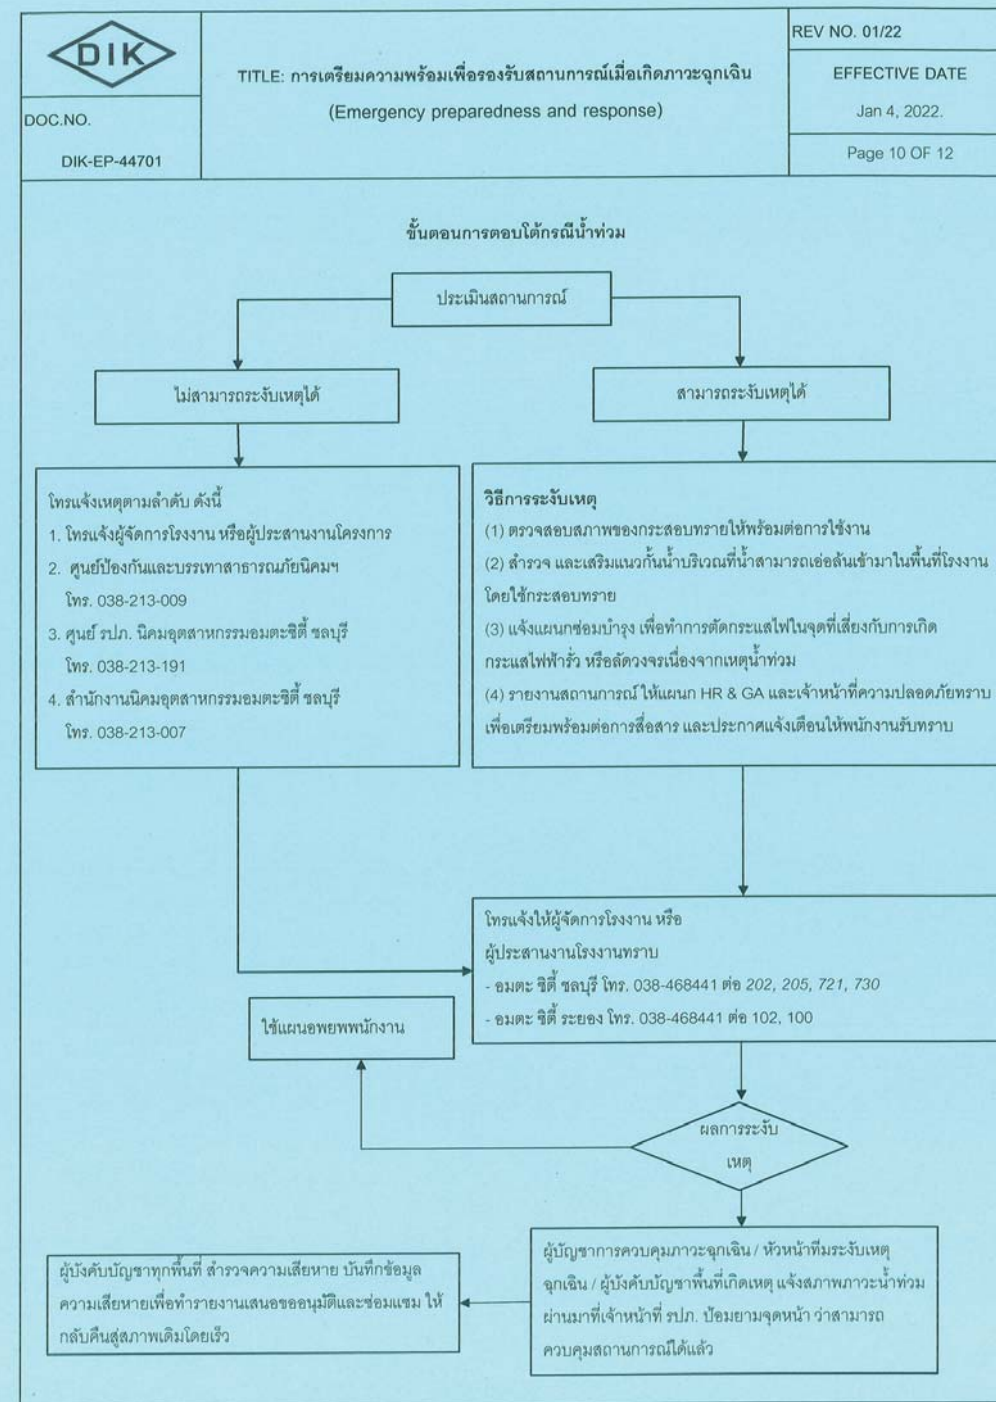 DIK
DOC.NO.
DIK-EP-44701
TITLE: การเตรียมความพร้อมเพื่อรองรับสถานการณ์เมื่อเกิดภาวะฉุกเฉิน
(Emergency preparedness and response)
REV NO. 01/22
EFFECTIVE DATE
Jan 4, 2022.
Page 10 OF 12
ขั้นตอนการตอบโต้กรณีน้ำท่วม
ประเมินสถานการณ์
ไม่สามารถระงับเหตุได้
สามารถระงับเหตุได้
โทรแจ้งเหตุตามลำดับ ดังนี้
1. โทรแจ้งผู้จัดการโรงงาน หรือผู้ประสานงานโครงการ
2. ศูนย์ป้องกันและบรรเทาสาธารณภัยนิคมฯ
โทร. 038-213-009
3. ศูนย์ รปภ. นิคมอุตสาหกรรมอมตะซิตี้ ชลบุรี
โทร. 038-213-191
4. สำนักงานนิคมอุตสาหกรรมอมตะซิตี้ ชลบุรี
โทร. 038-213-007
วิธีการระงับเหตุ
(1) ตรวจสอบสภาพของกระสอบทรายให้พร้อมต่อการใช้งาน
(2) สำรวจ และเสริมแนวกั้นน้ำบริเวณที่น้ำสามารถเอ่อล้นเข้ามาในพื้นที่โรงงาน
โดยใช้กระสอบทราย
(3) แจ้งแผนกซ่อมบำรุง เพื่อทำการตัดกระแสไฟในจุดที่เสี่ยงกับการเกิด
กระแสไฟฟ้ารั่ว หรือลัดวงจรเนื่องจากเหตุน้ำท่วม
(4) รายงานสถานการณ์ ให้แผนก HR & GA และเจ้าหน้าที่ความปลอดภัยทราบ
เพื่อเตรียมพร้อมต่อการสื่อสาร และประกาศแจ้งเตือนให้พนักงานรับทราบ
โทรแจ้งให้ผู้จัดการโรงงาน หรือ
ผู้ประสานงานโรงงานทราบ
- อมตะ ซิตี้ ชลบุรี โทร. 038-468441 ต่อ 202, 205, 721, 730
- อมตะ ซิตี้ ระยอง โทร. 038-468441 ต่อ 102, 100
ใช้แผนอพยพพนักงาน
ผลการระงับ
เหตุ
ผู้บัญชาการควบคุมภาวะฉุกเฉิน / หัวหน้าทีมระงับเหตุ
ฉุกเฉิน / ผู้บังคับบัญชาพื้นที่เกิดเหตุ แจ้งสภาพภาวะน้ำท่วม
ผ่านมาที่เจ้าหน้าที่ รปภ. ป้อมยามจุดหน้า ว่าสามารถ
ควบคุมสถานการณ์ได้แล้ว
ผู้บังคับบัญชาทุกพื้นที่ สำรวจความเสียหาย บันทึกข้อมูล
ความเสียหายเพื่อทำรายงานเสนอขออนุมัติและซ่อมแซม ให้
กลับคืนสู่สภาพเดิมโดยเร็ว